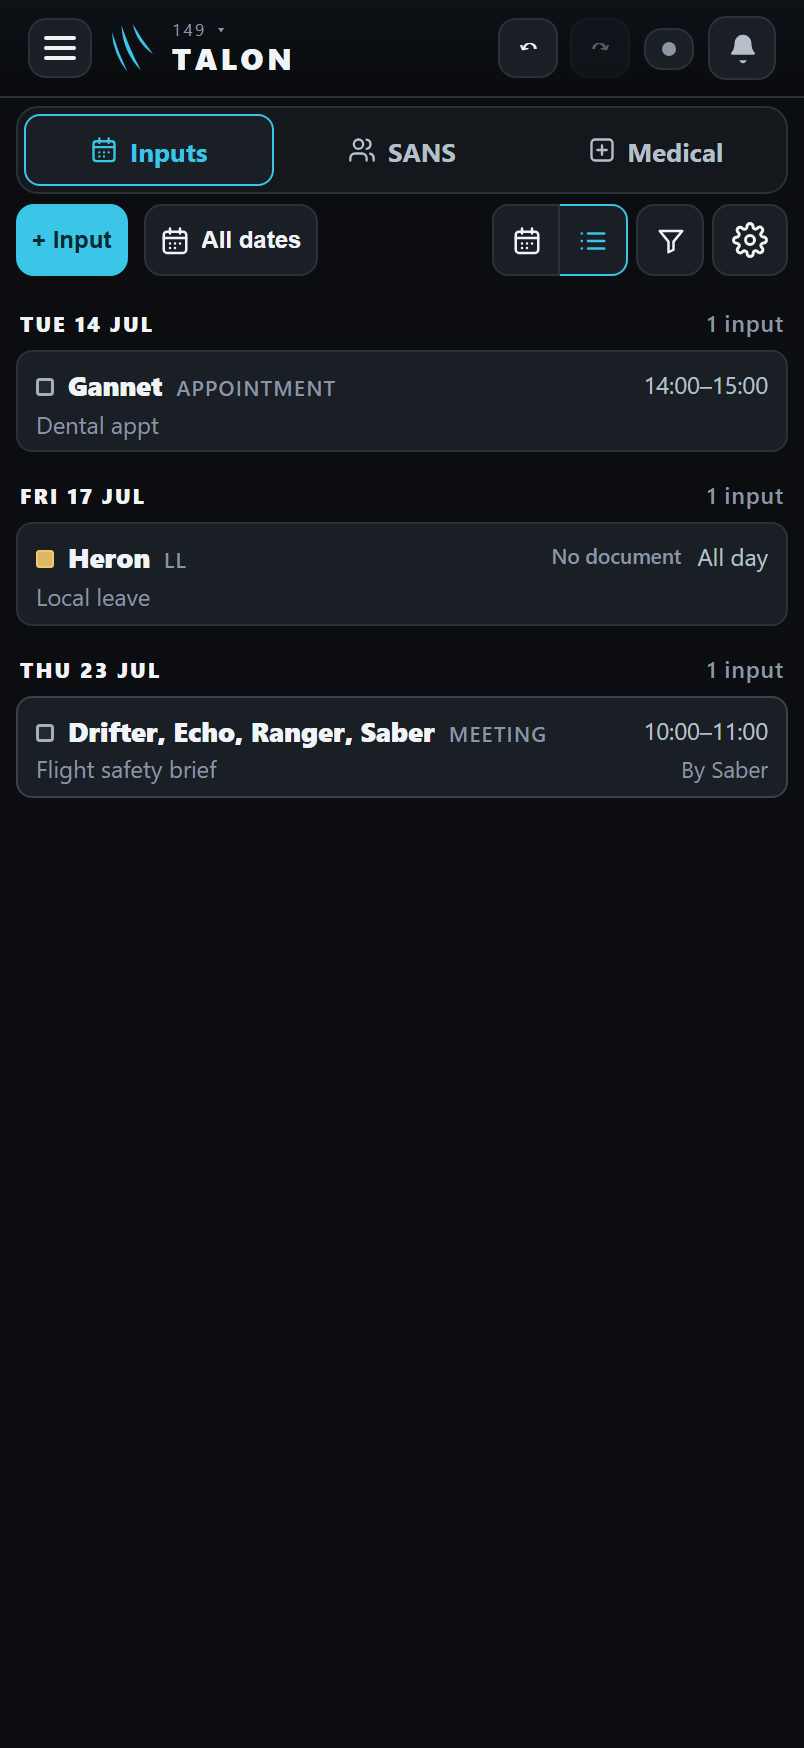 149
TALON
Inputs SANS Medical
+ Input All dates
TUE 14 JUL 1 input
Gannet APPOINTMENT 14:00–15:00
Dental appt
FRI 17 JUL 1 input
Heron LL No document All day
Local leave
THU 23 JUL 1 input
Drifter, Echo, Ranger, Saber MEETING 10:00–11:00
Flight safety brief By Saber